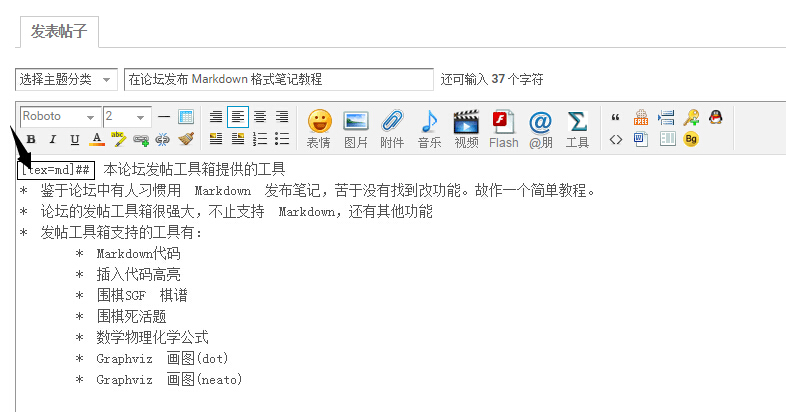 发表帖子
选择主题分类 在论坛发布 Markdown 格式笔记教程 还可输入 37 个字符
Roboto 2
B I U A
表情 图片 附件 音乐 视频 Flash @朋 工具
FREE Bg
[tex=md]## 本论坛发帖工具箱提供的工具
* 鉴于论坛中有人习惯用 Markdown 发布笔记，苦于没有找到改功能。故作一个简单教程。
* 论坛的发帖工具箱很强大，不止支持 Markdown，还有其他功能
* 发帖工具箱支持的工具有：
* Markdown代码
* 插入代码高亮
* 围棋SGF 棋谱
* 围棋死活题
* 数学物理化学公式
* Graphviz 画图(dot)
* Graphviz 画图(neato)